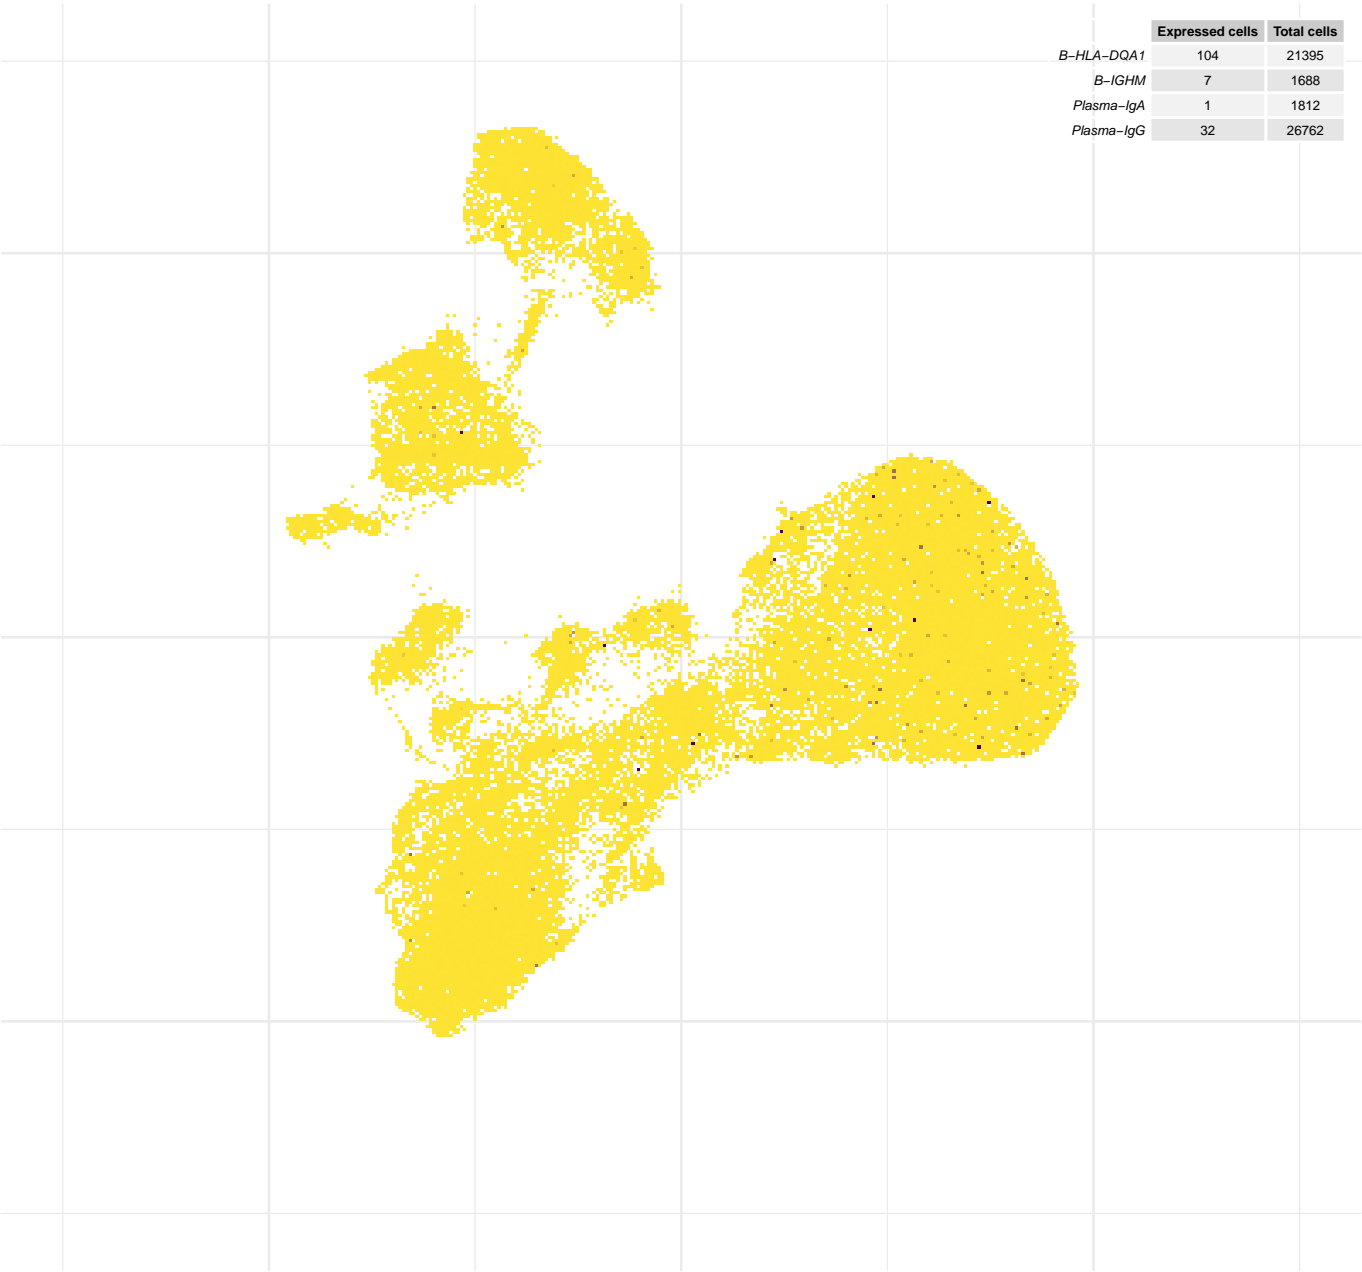 Expressed cells Total cells
B−HLA−DQA1 104 21395
B−IGHM 7 1688
Plasma−IgA 1 1812
Plasma−IgG 32 26762